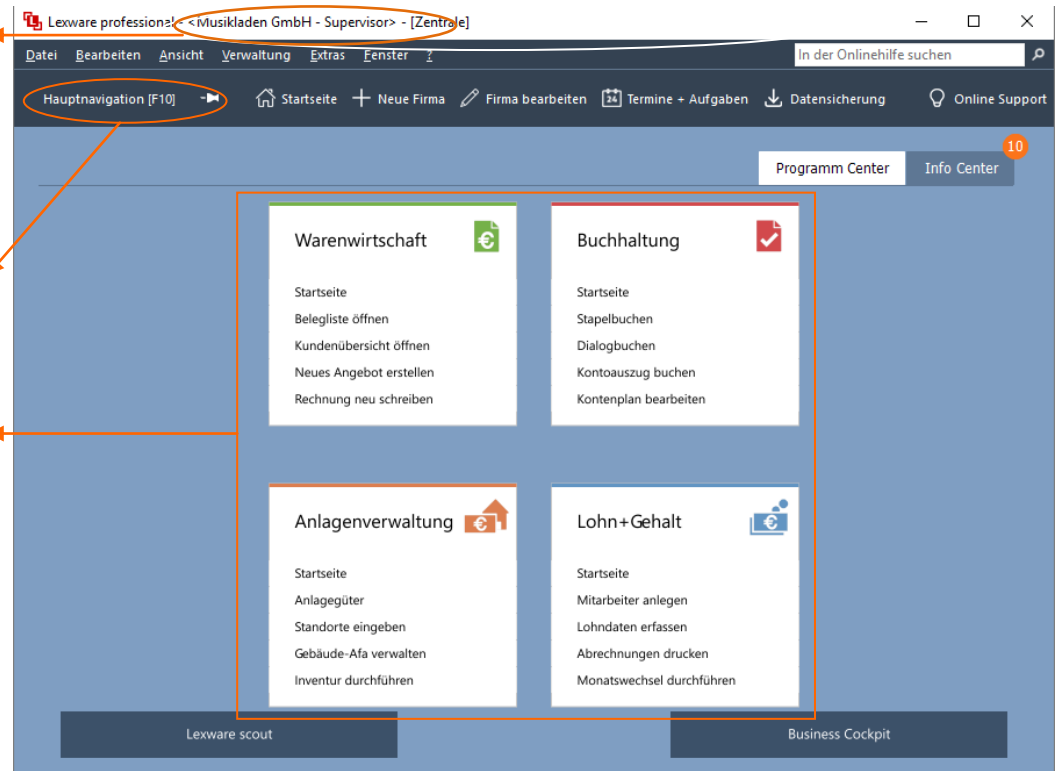 Lexware professional - <Musikladen GmbH - Supervisor> - [Zentrale]
Datei Bearbeiten Ansicht Verwaltung Extras Fenster ? In der Onlinehilfe suchen
Hauptnavigation [F10] Startseite Neue Firma Firma bearbeiten 24 Termine + Aufgaben Datensicherung Online Support
10
Programm Center Info Center
Warenwirtschaft €
Startseite
Belegliste öffnen
Kundenübersicht öffnen
Neues Angebot erstellen
Rechnung neu schreiben
Buchhaltung
Startseite
Stapelbuchen
Dialogbuchen
Kontoauszug buchen
Kontenplan bearbeiten
Anlagenverwaltung €
Startseite
Anlagegüter
Standorte eingeben
Gebäude-Afa verwalten
Inventur durchführen
Lohn+Gehalt €
Startseite
Mitarbeiter anlegen
Lohndaten erfassen
Abrechnungen drucken
Monatswechsel durchführen
Lexware scout Business Cockpit